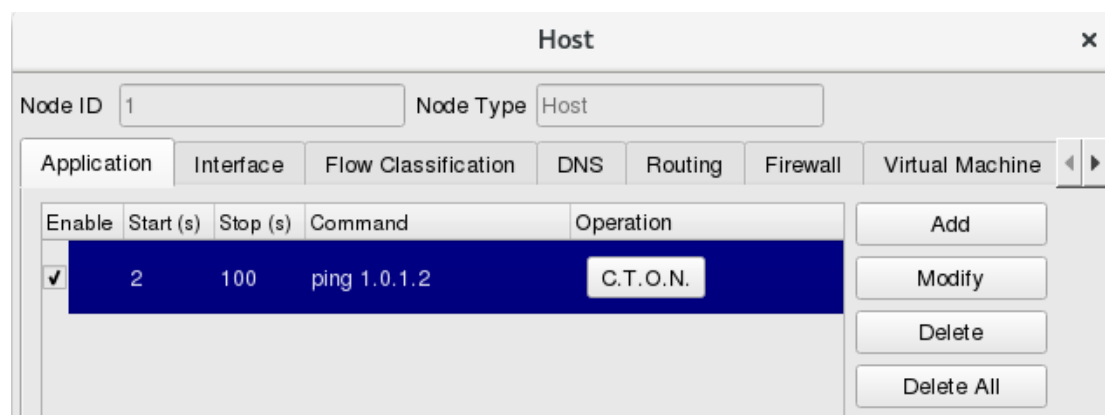 Host
Node ID 1 Node Type Host
Application Interface Flow Classification DNS Routing Firewall Virtual Machine
Enable Start (s) Stop (s) Command Operation Add
2 100 ping 1.0.1.2 C.T.O.N. Modify
Delete
Delete All